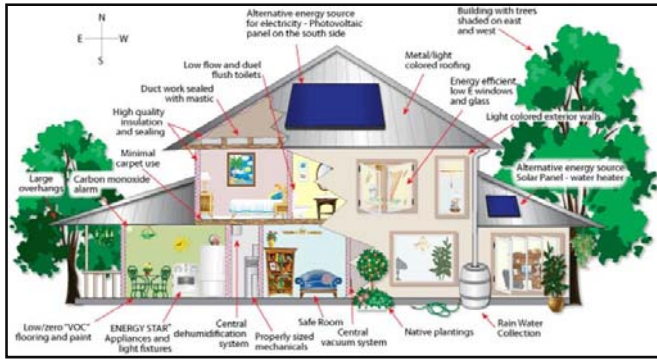 N
E
W
S
Alternative energy source
for electricity - Photovoltaic
panel on the south side
Building with trees
shaded on east
and west
Low flow and duel
flush toilets
Metal/light
colored roofing
Duct work sealed
with mastic
Energy efficient
low E windows
and glass
High quality
insulation
and sealing
Light colored exterior walls
Minimal
carpet use
Alternative energy source
Solar Panel - water heater
Large
overhangs
Carbon monoxide
alarm
Low/zero "VOC"
flooring and paint
ENERGY STAR®
Appliances and
light fixtures
Central
dehumidification
system
Properly sized
mechanicals
Safe Room
Central
vacuum system
Native plantings
Rain Water
Collection